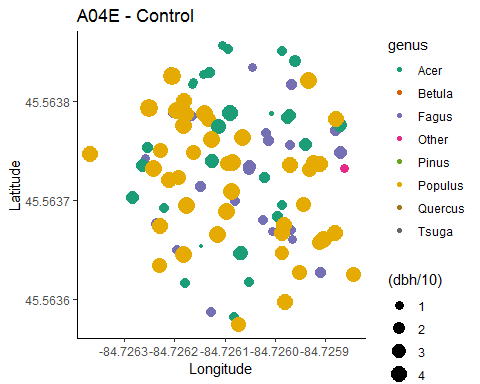 A04E - Control
genus
Acer
Betula
Fagus
Other
Pinus
Populus
Quercus
Tsuga
(dbh/10)
1
2
3
4
Latitude
45.5638
45.5637
45.5636
-84.7263 -84.7262 -84.7261 -84.7260 -84.7259
Longitude